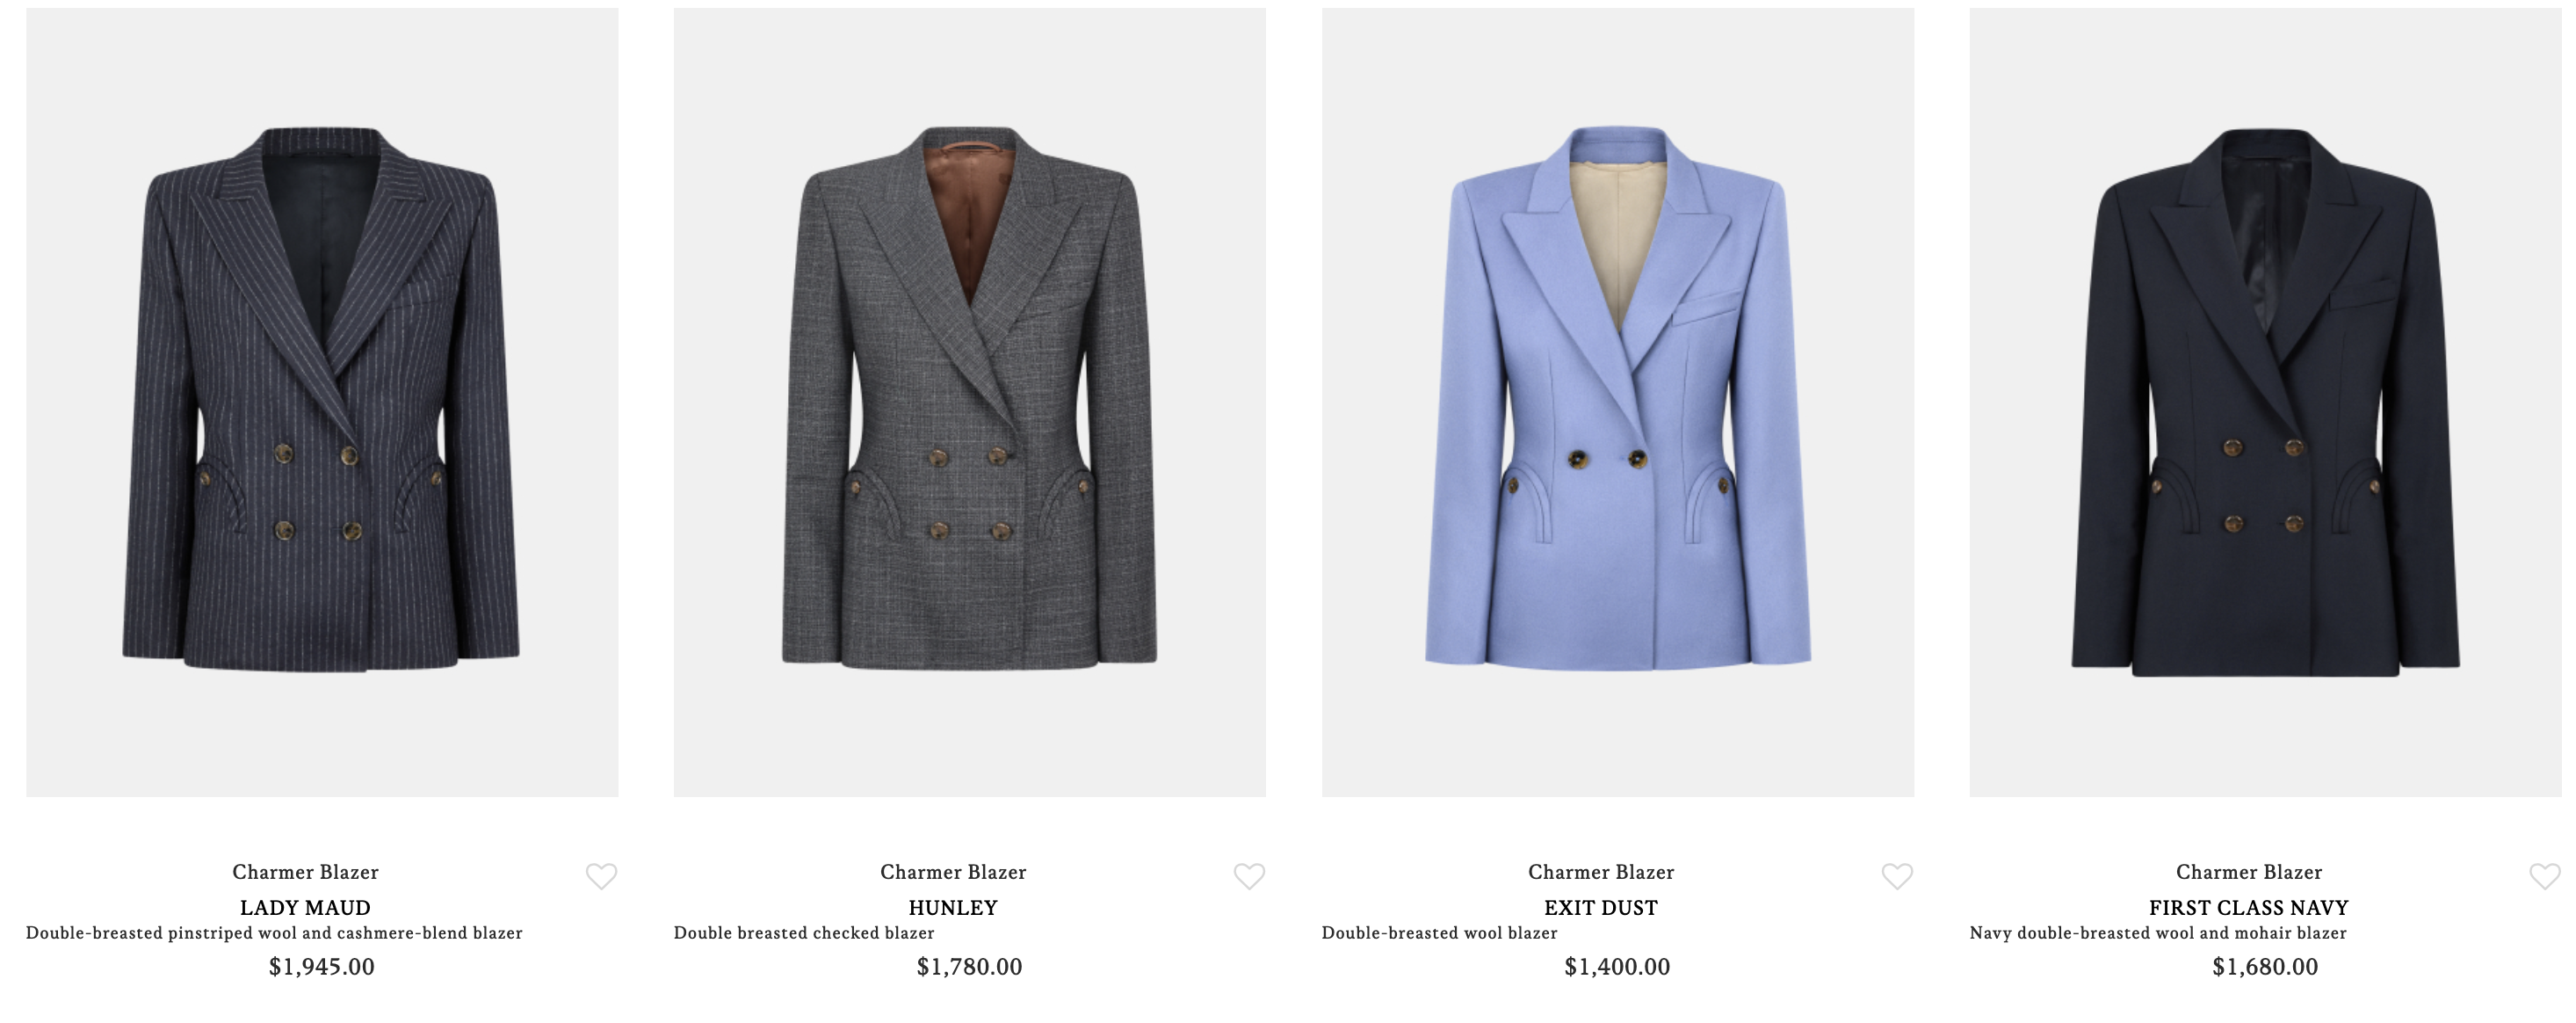 Charmer Blazer
LADY MAUD
Double-breasted pinstriped wool and cashmere-blend blazer
$1,945.00
Charmer Blazer
HUNLEY
Double breasted checked blazer
$1,780.00
Charmer Blazer
EXIT DUST
Double-breasted wool blazer
$1,400.00
Charmer Blazer
FIRST CLASS NAVY
Navy double-breasted wool and mohair blazer
$1,680.00